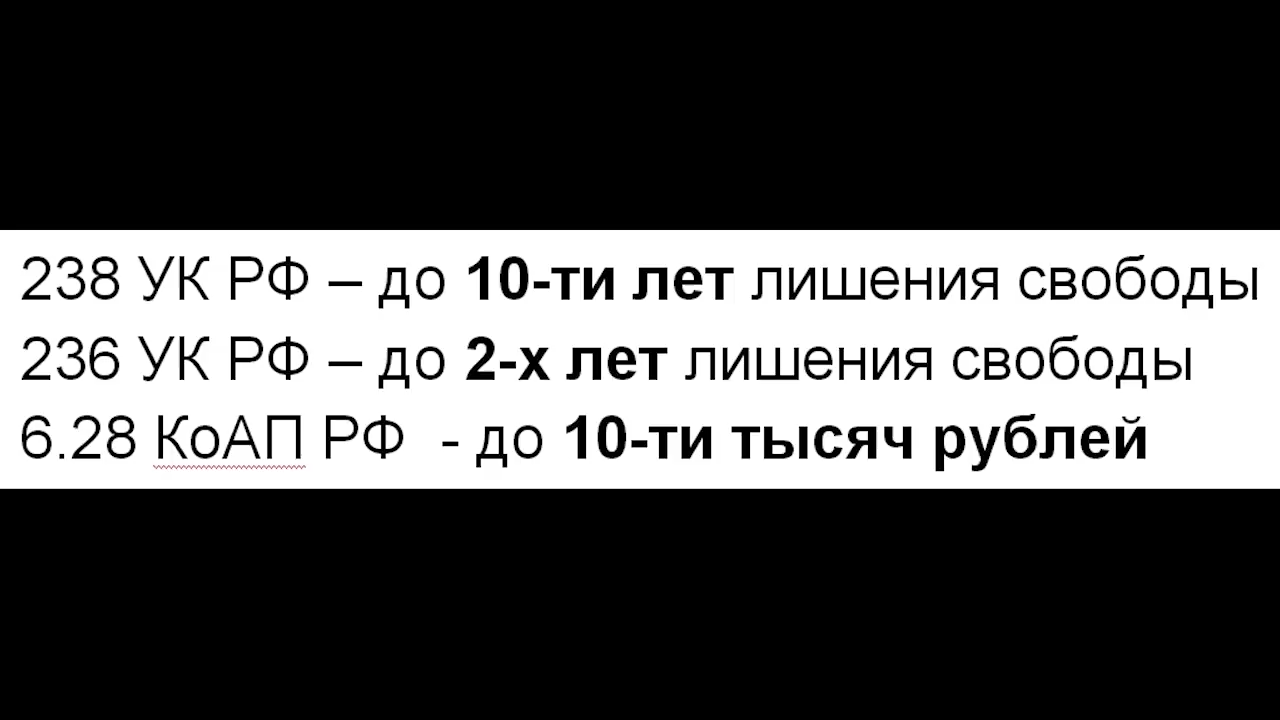 238 УК РФ – до 10-ти лет лишения свободы
236 УК РФ – до 2-х лет лишения свободы
6.28 КоАП РФ - до 10-ти тысяч рублей